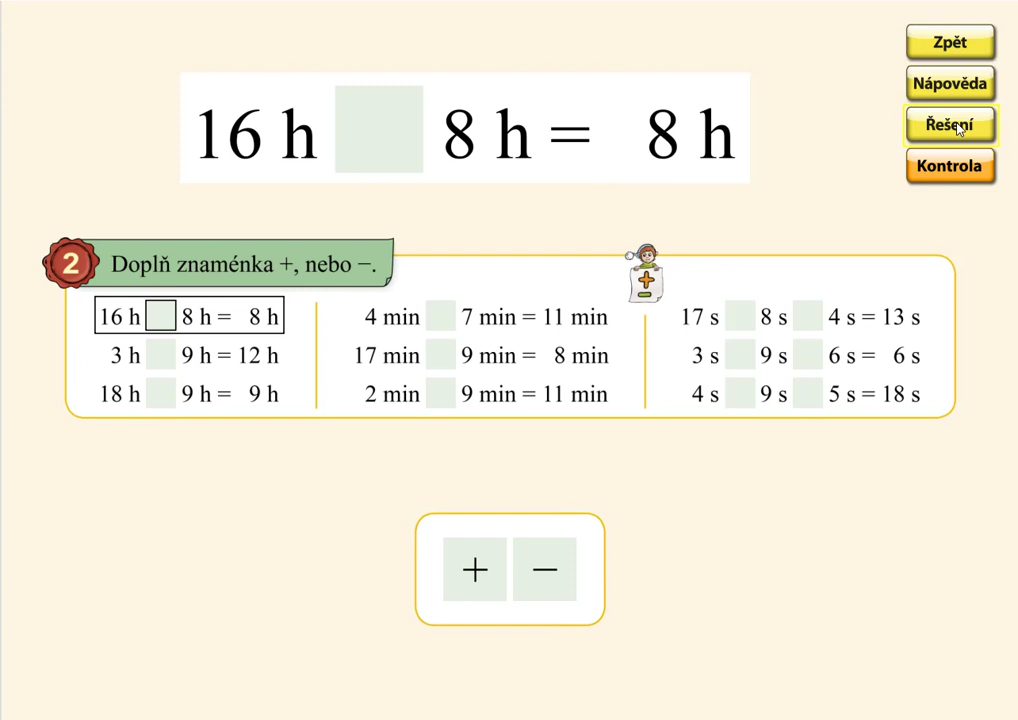 Zpět
Nápověda
Řešení
Kontrola
16 h 8 h = 8 h
2 Doplň znaménka +, nebo −.
+
−
16 h 8 h = 8 h
3 h 9 h = 12 h
18 h 9 h = 9 h
4 min 7 min = 11 min
17 min 9 min = 8 min
2 min 9 min = 11 min
17 s 8 s 4 s = 13 s
3 s 9 s 6 s = 6 s
4 s 9 s 5 s = 18 s
+ −